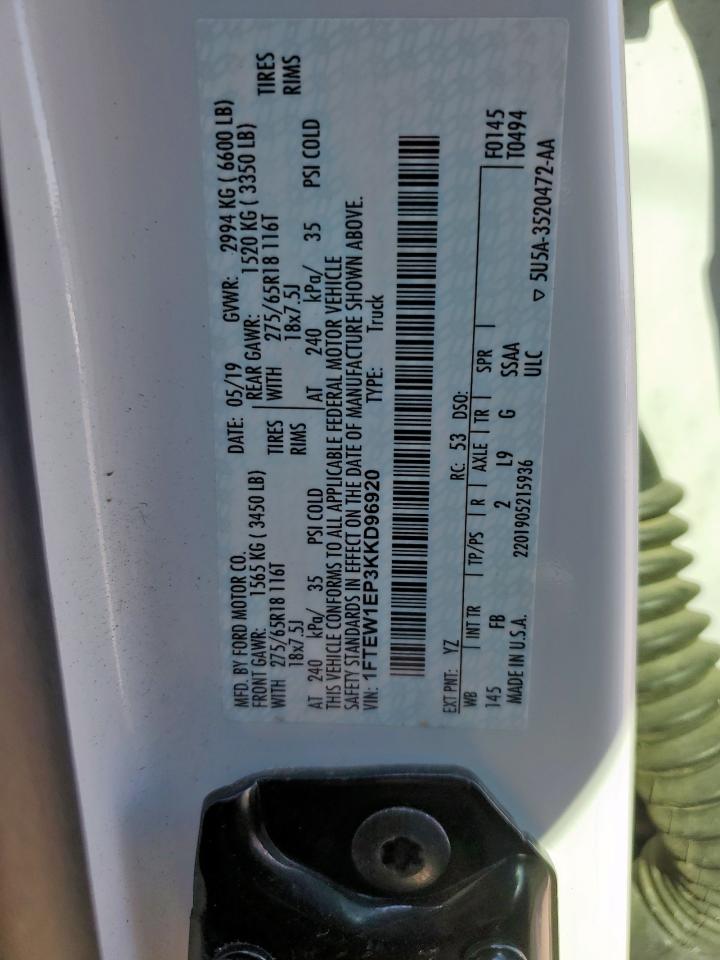 MFD. BY FORD MOTOR CO. DATE: 05/19 GVWR: 2994 KG ( 6600 LB)
FRONT GAWR: 1565 KG ( 3450 LB) REAR GAWR: 1520 KG ( 3350 LB)
WITH 275/65R18 116T TIRES WITH 275/65R18 116T TIRES
18x7.5J RIMS 18x7.5J RIMS
AT 240 kPa/ 35 PSI COLD AT 240 kPa/ 35 PSI COLD
THIS VEHICLE CONFORMS TO ALL APPLICABLE FEDERAL MOTOR VEHICLE
SAFETY STANDARDS IN EFFECT ON THE DATE OF MANUFACTURE SHOWN ABOVE.
VIN: 1FTEW1EP3KKD96920 TYPE: Truck
EXT PNT: YZ RC: 53 DSO:
WB INT TR TP/PS R AXLE TR SPR F0145
145 FB 2 L9 G SSAA T0494
MADE IN U.S.A. 2201905215936 ULC ▽ 5U5A-3520472-AA